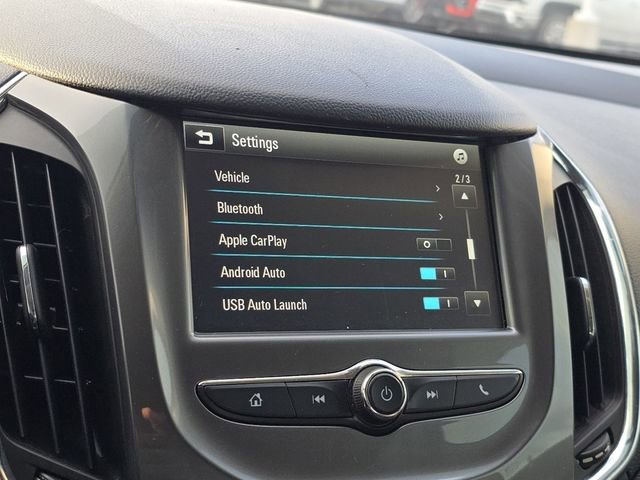 Settings
Vehicle
2/3
Bluetooth
Apple CarPlay
Android Auto
USB Auto Launch